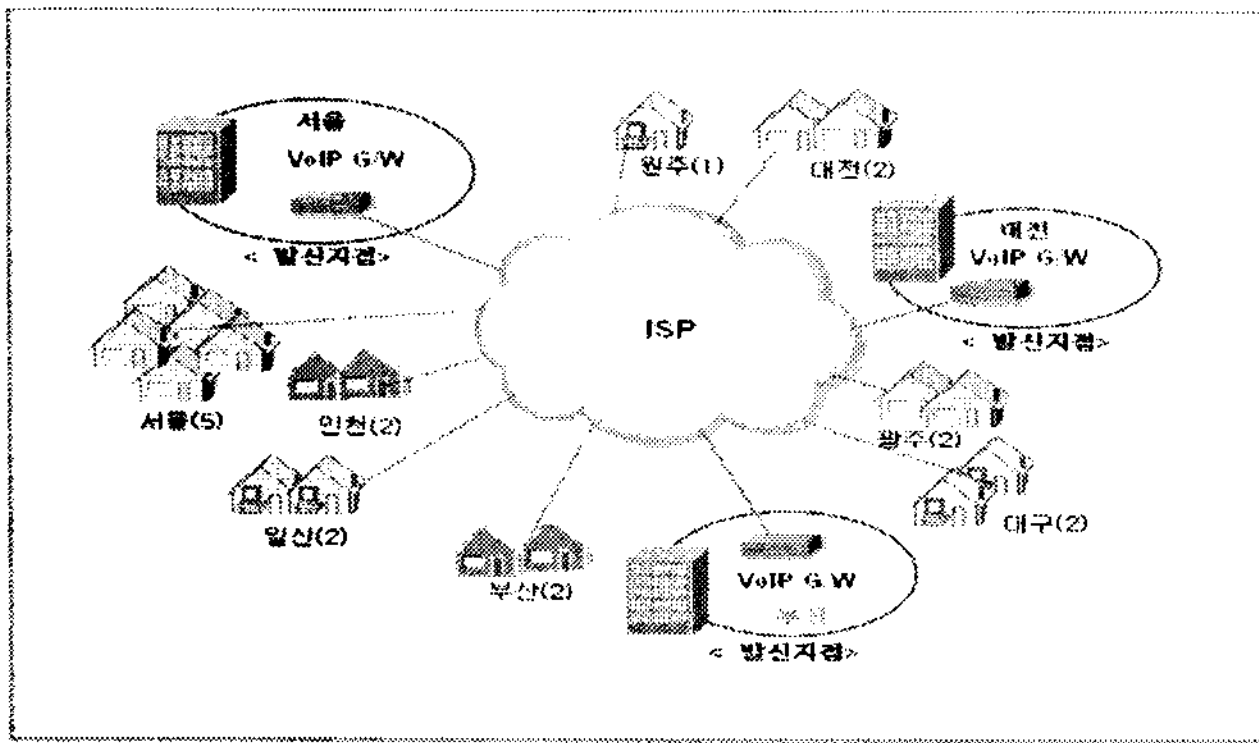 서울
VoIP G/W
< 발신지점>
원주(1)
대전(2)
대전
VoIP G/W
< 발신지점>
ISP
서울(5)
인천(2)
일산(2)
부산(2)
광주(2)
대구(2)
VoIP G/W
< 발신지점>